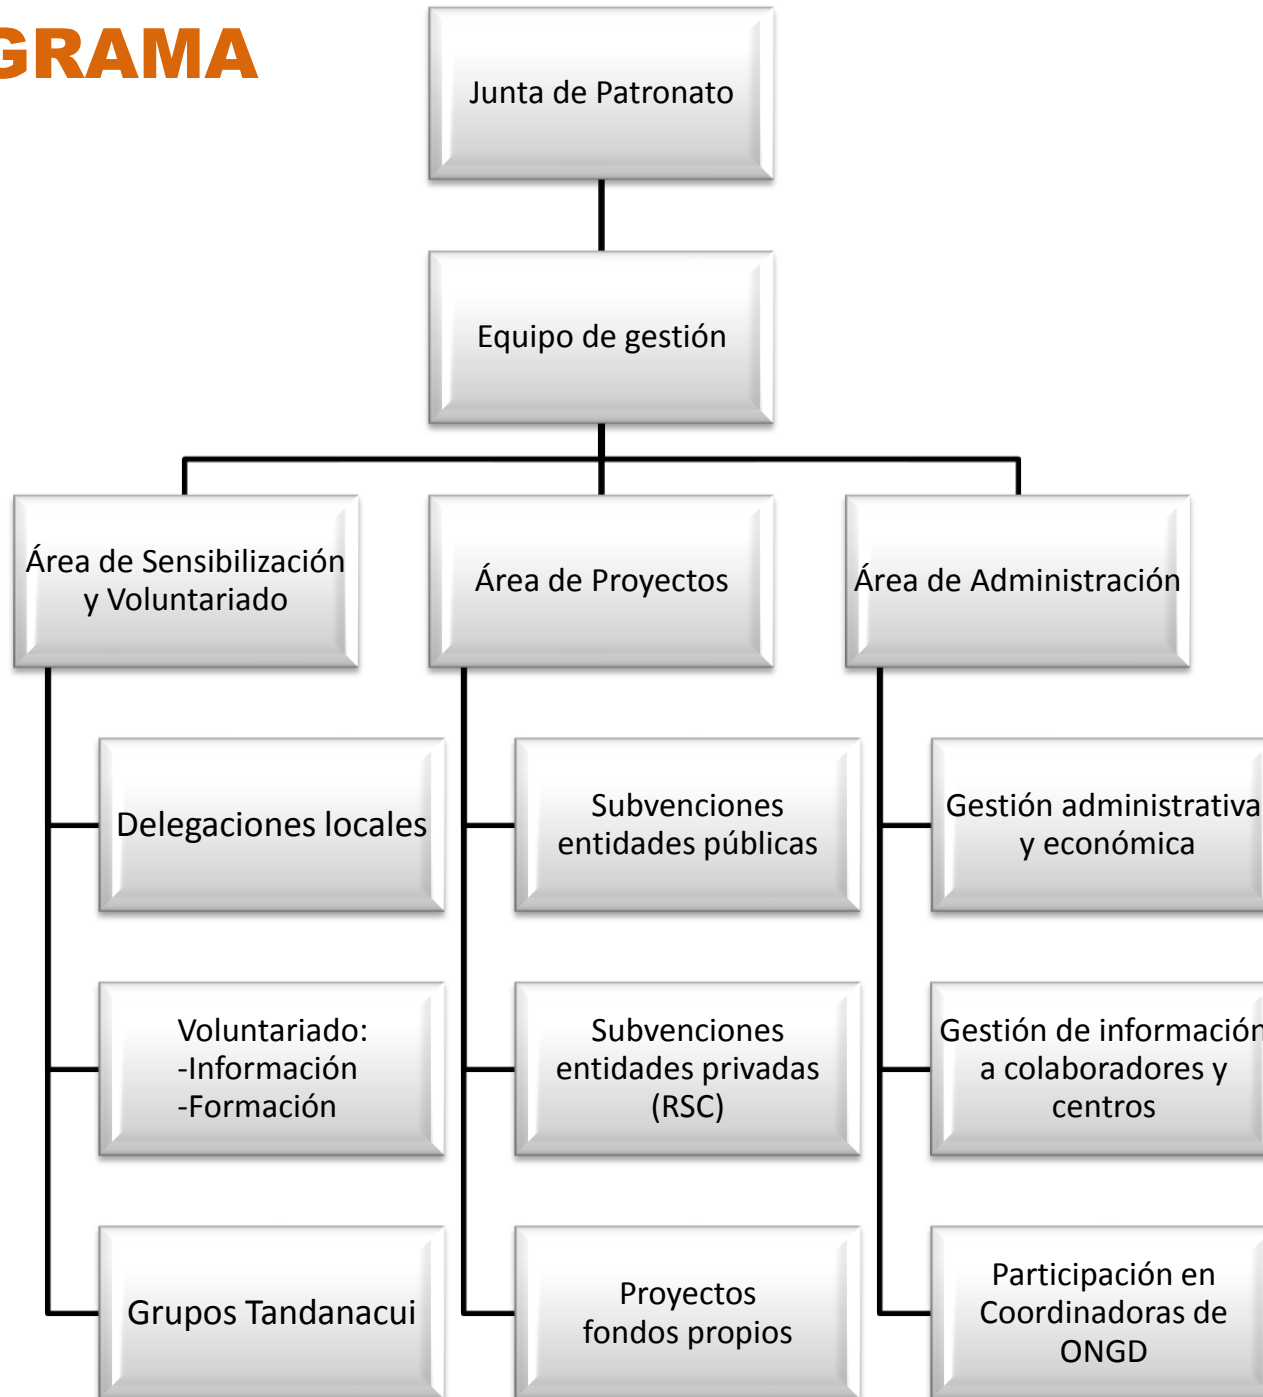 GRAMA
Junta de Patronato
Equipo de gestión
Área de Sensibilización
y Voluntariado
Área de Proyectos
Área de Administración
Delegaciones locales
Subvenciones
entidades públicas
Gestión administrativa
y económica
Voluntariado:
-Información
-Formación
Subvenciones
entidades privadas
(RSC)
Gestión de información
a colaboradores y
centros
Grupos Tandanacui
Proyectos
fondos propios
Participación en
Coordinadoras de
ONGD